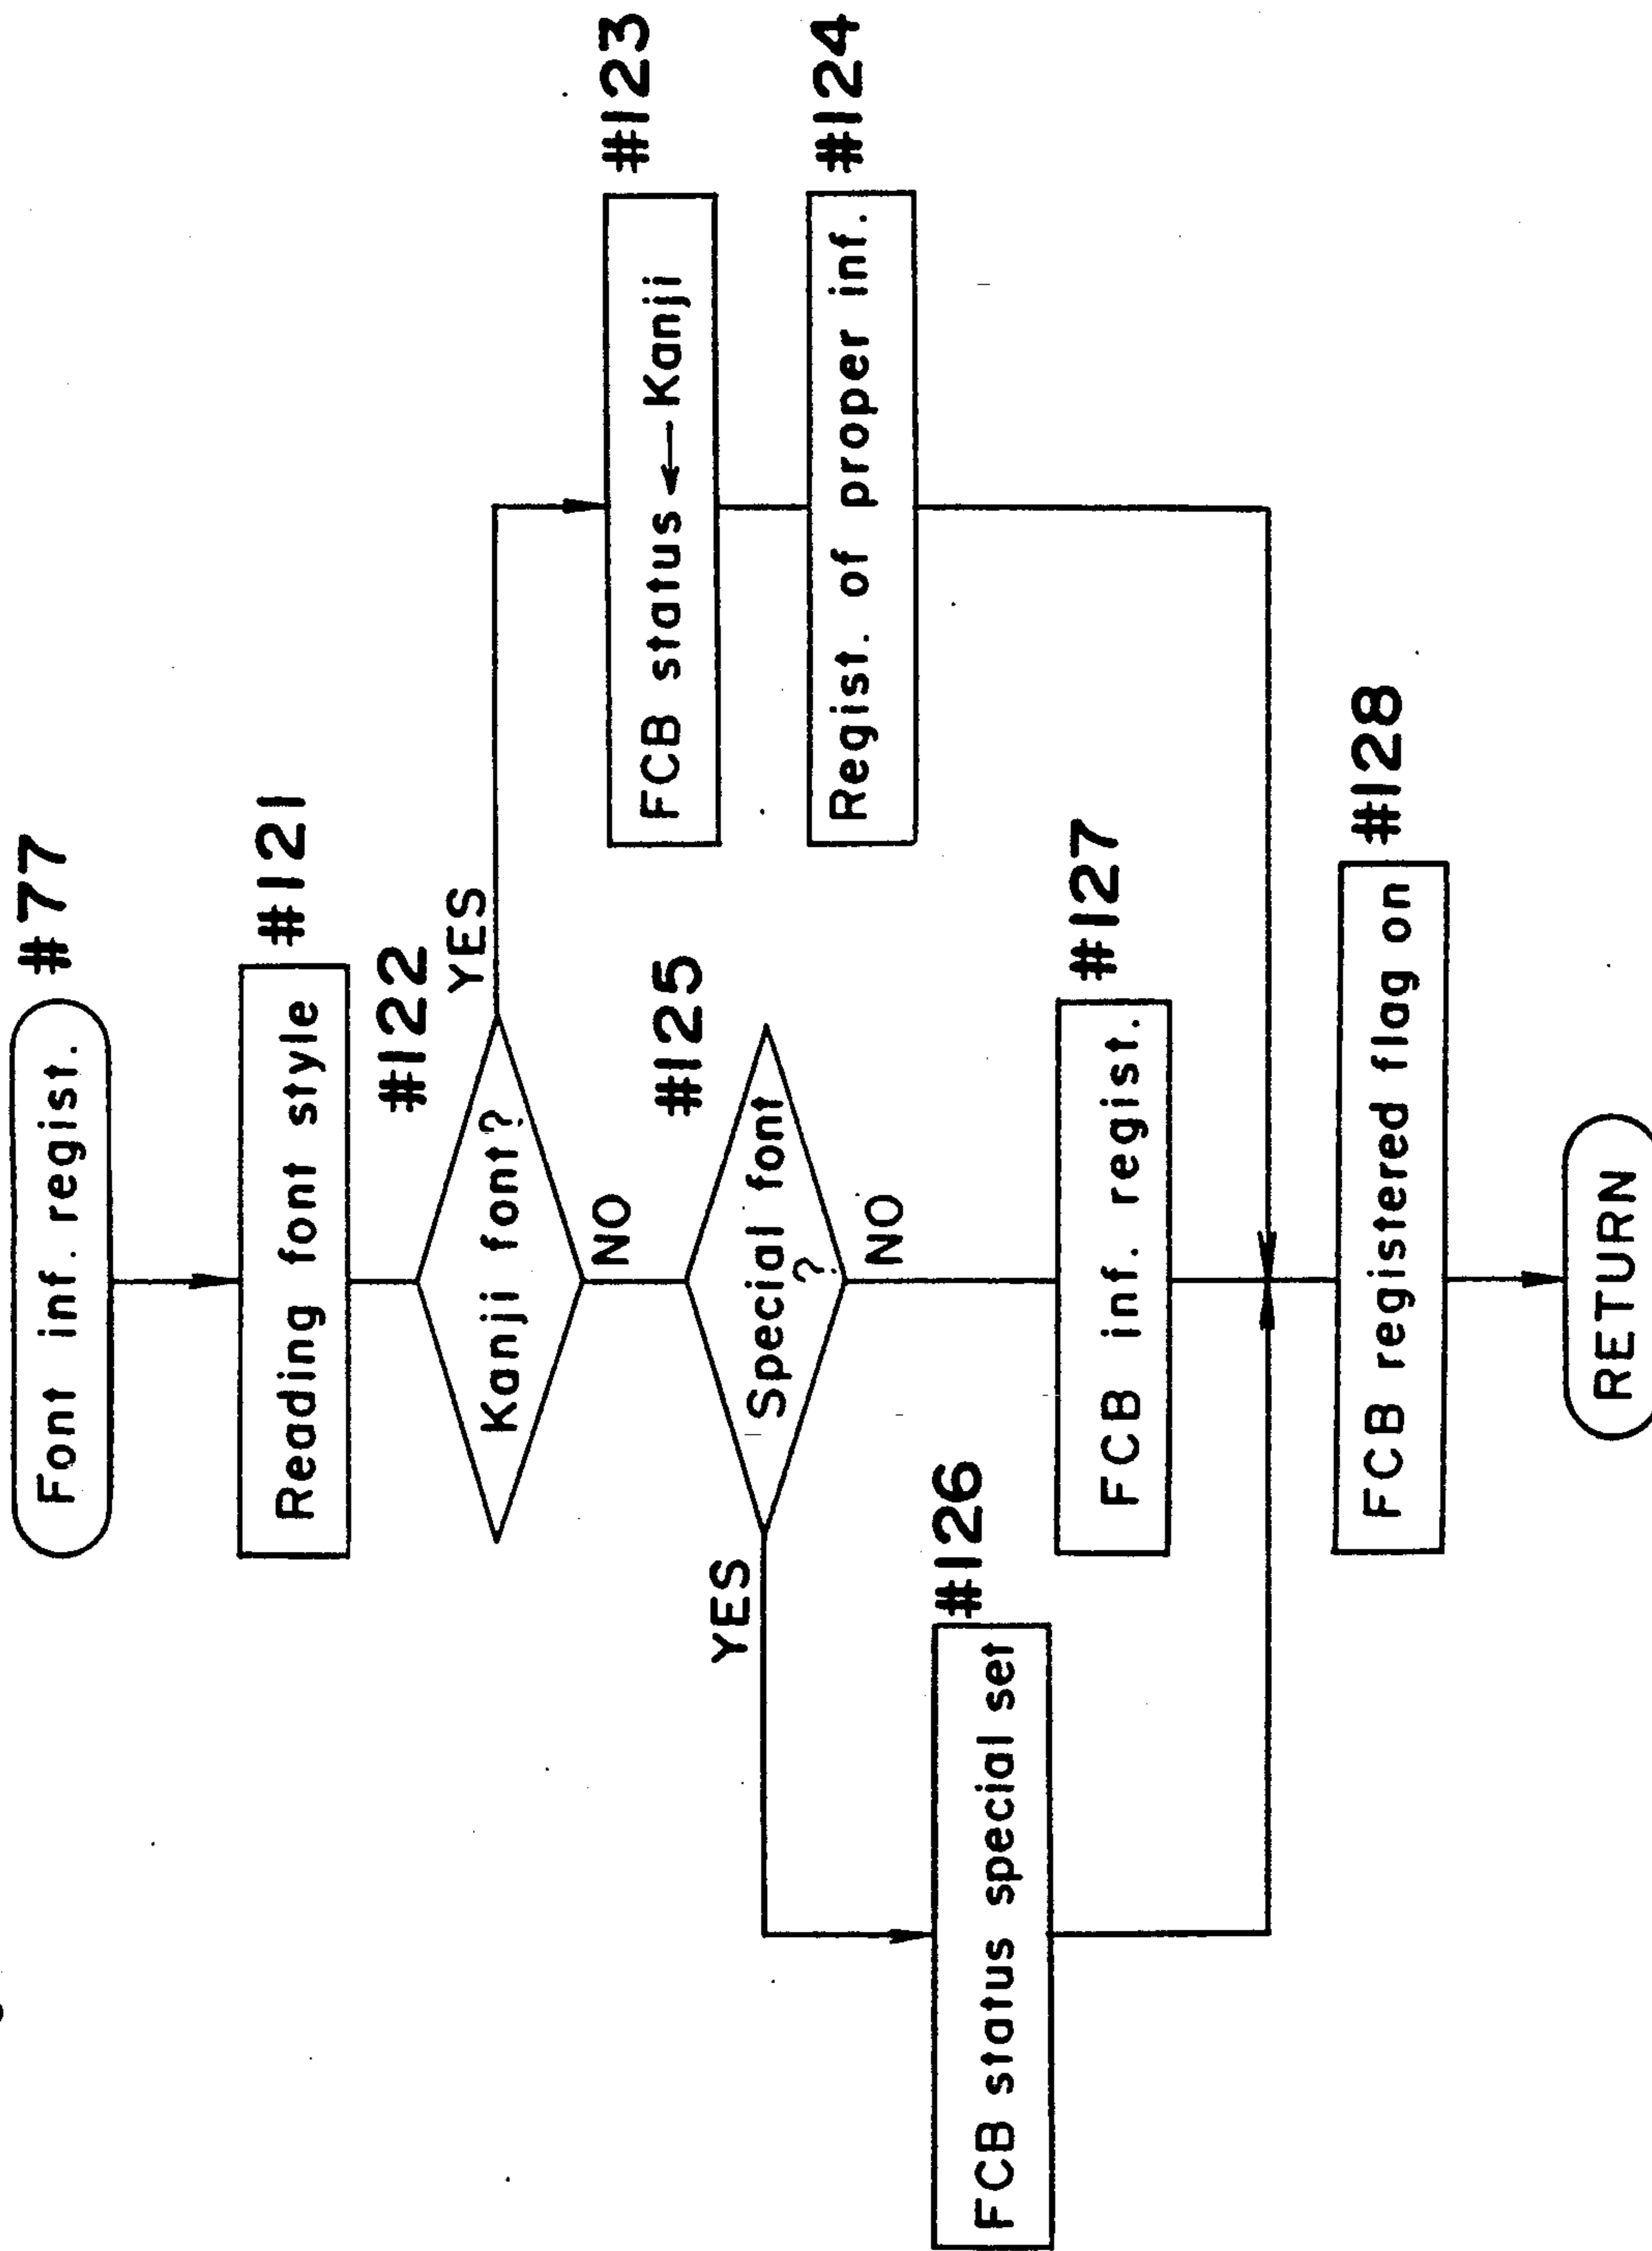 Font inf. regist. #77
Reading font style #121
#122
Kanji font?
YES
NO
FCB status ← Kanji #123
Regist. of proper inf. #124
#125
Special font
?
YES
NO
FCB status special set #126
FCB inf. regist. #127
FCB registered flag on #128
RETURN